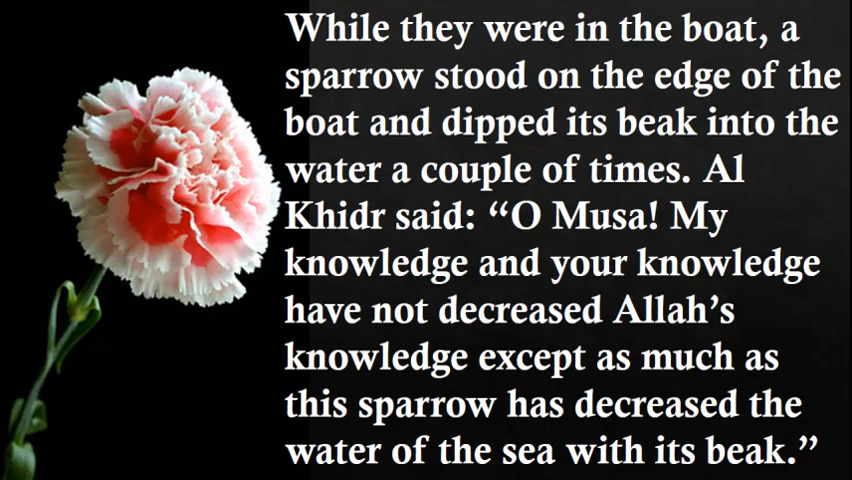 While they were in the boat, a
sparrow stood on the edge of the
boat and dipped its beak into the
water a couple of times. Al
Khidr said: “O Musa! My
knowledge and your knowledge
have not decreased Allah’s
knowledge except as much as
this sparrow has decreased the
water of the sea with its beak.”